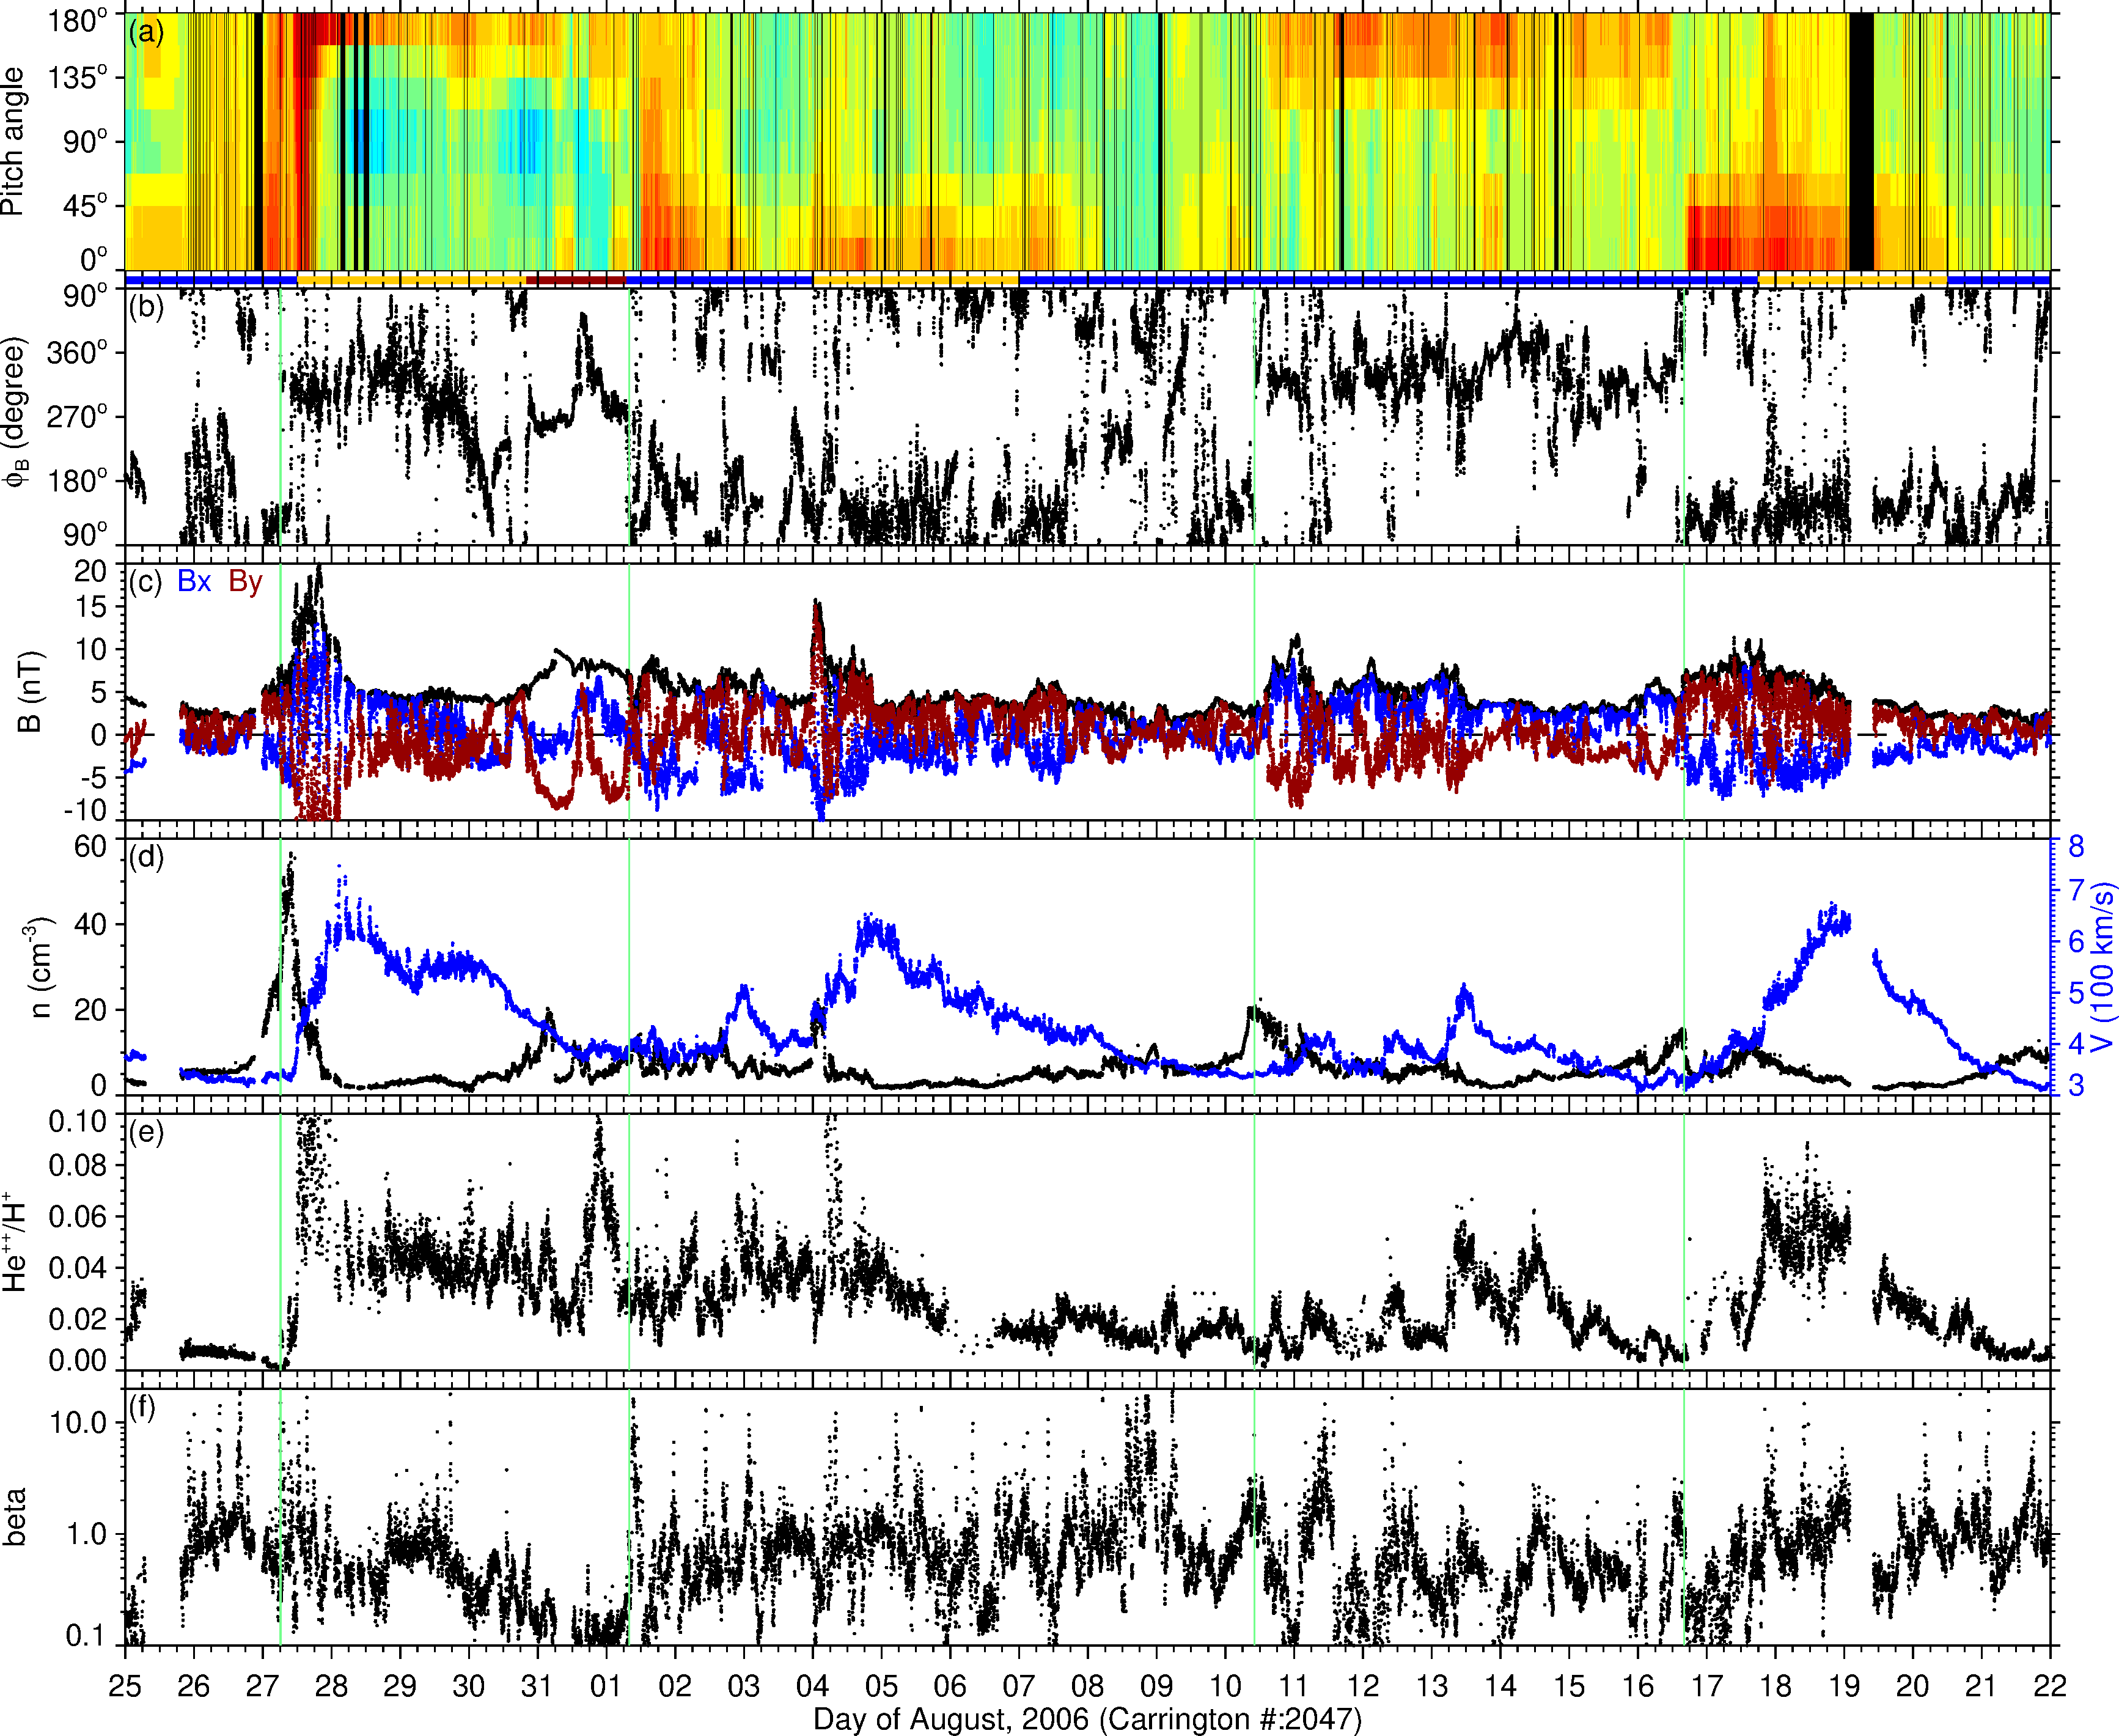 180°
135°
90°
45°
0°
Pitch angle
(a)
90°
360°
270°
180°
90°
ϕB (degree)
(b)
20
15
10
5
0
-5
-10
B (nT)
(c) Bx By
60
40
20
0
n (cm-3)
(d)
8
7
6
5
4
3
V (100 km/s)
0.10
0.08
0.06
0.04
0.02
0.00
He++/H+
(e)
10.0
1.0
0.1
beta
(f)
25 26 27 28 29 30 31 01 02 03 04 05 06 07 08 09 10 11 12 13 14 15 16 17 18 19 20 21 22
Day of August, 2006 (Carrington #:2047)